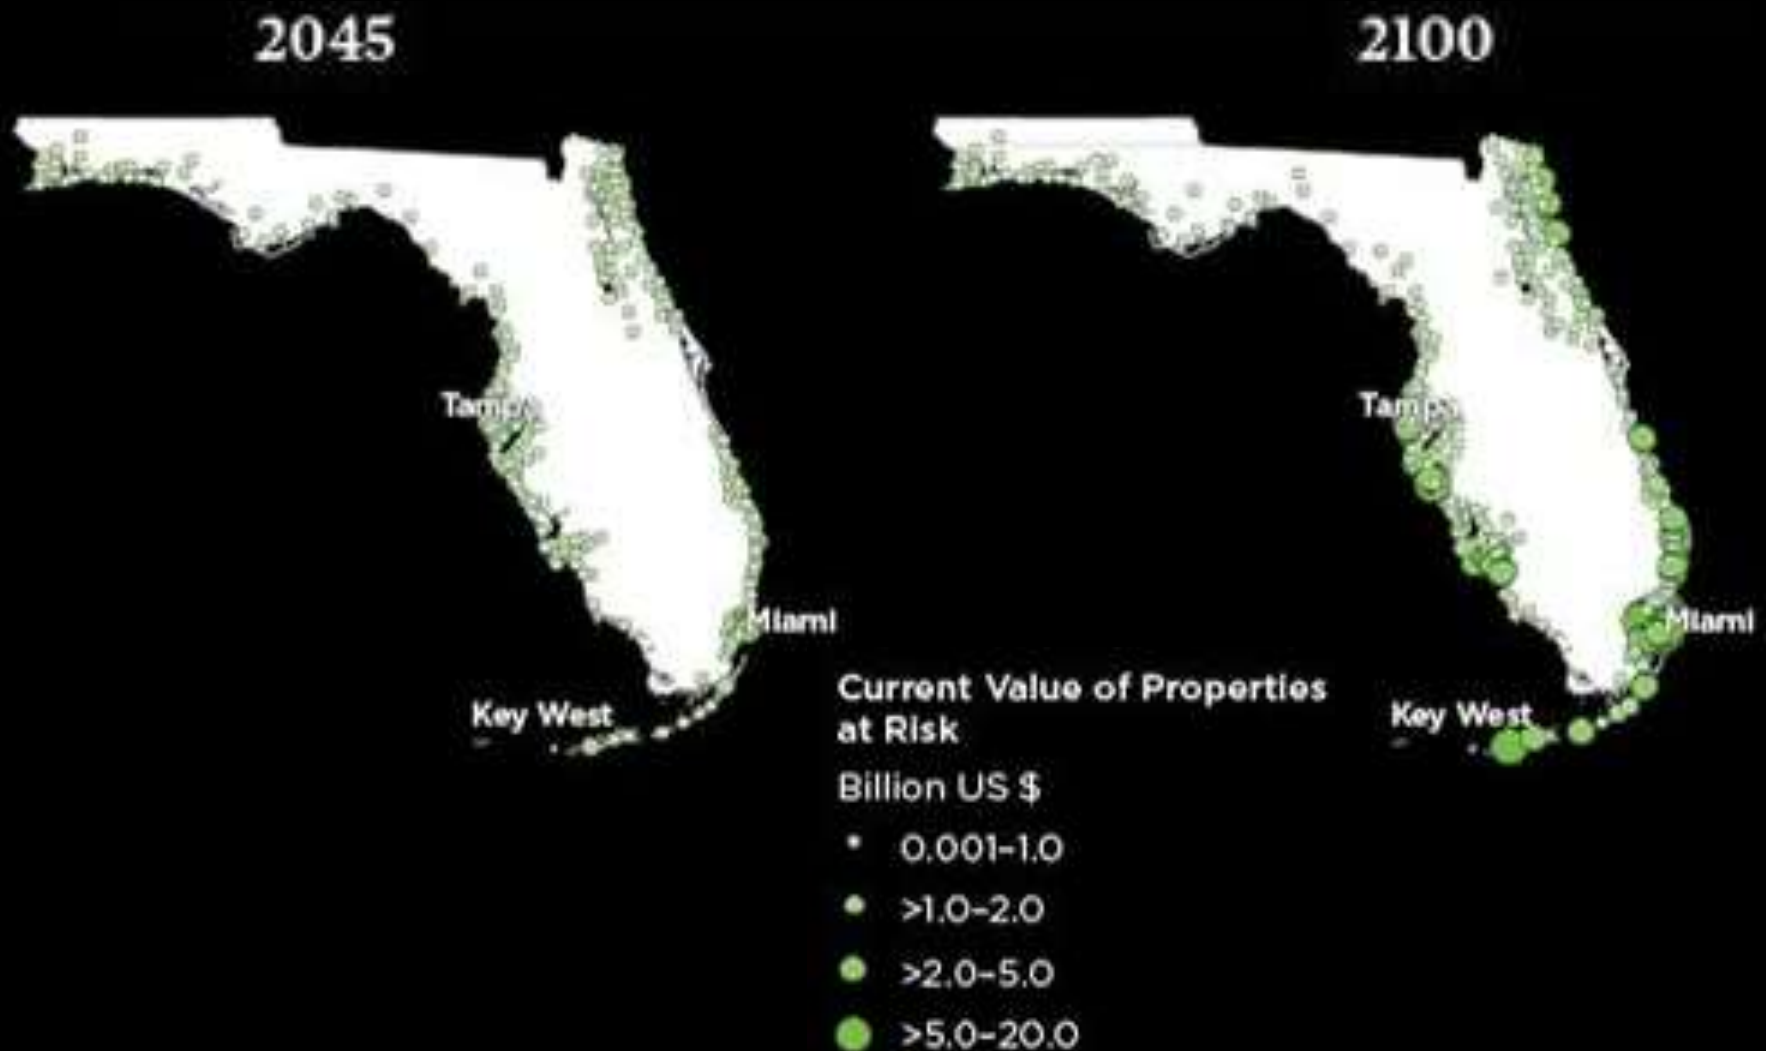 2045
2100
Tampa
Tampa
Miami
Miami
Key West
Key West
Current Value of Properties
at Risk
Billion US $
0.001–1.0
>1.0–2.0
>2.0–5.0
>5.0–20.0